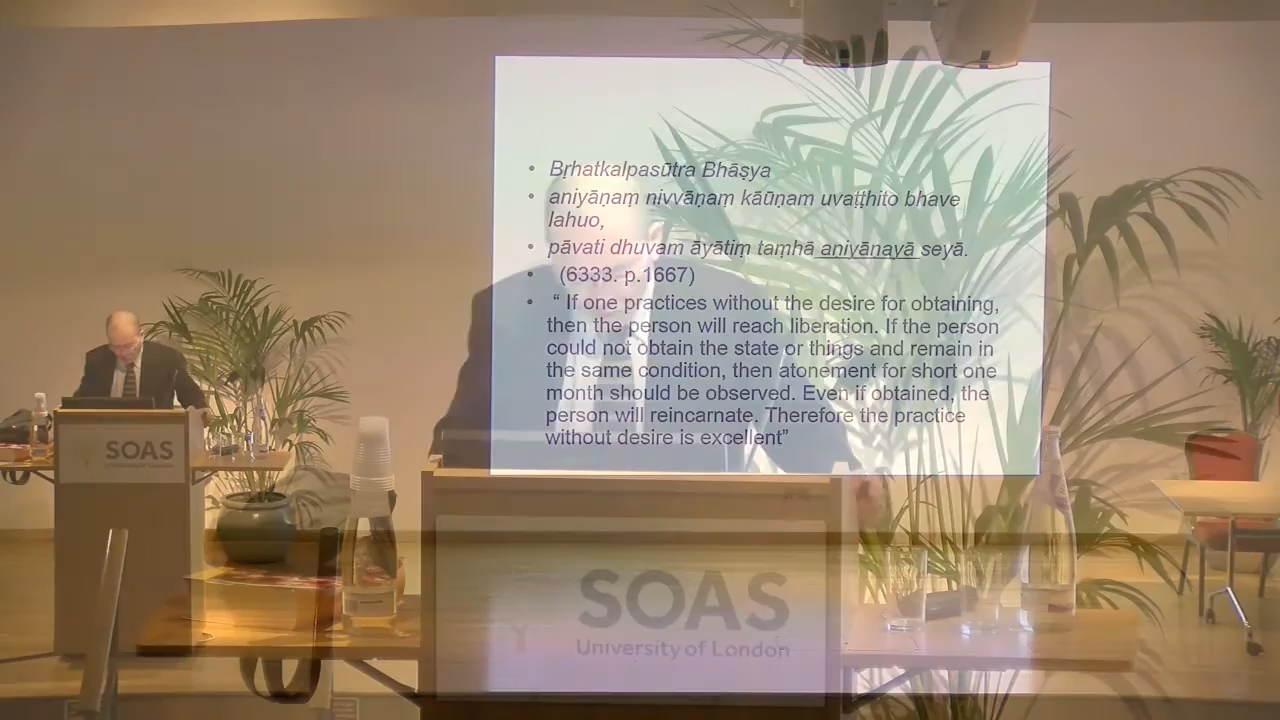 • Bṛhatkalpasūtra Bhāṣya
• aniyāṇaṃ nivvāṇaṃ kāūṇam uvaṭṭhito bhave
lahuo,
• pāvati dhuvam āyātiṃ taṃhā aniyāṇayā seyā.
• (6333. p.1667)
• “ If one practices without the desire for obtaining,
then the person will reach liberation. If the person
could not obtain the state or things and remain in
the same condition, then atonement for short one
month should be observed. Even if obtained, the
person will reincarnate. Therefore the practice
without desire is excellent”
SOAS
University of London
SOAS
University of London